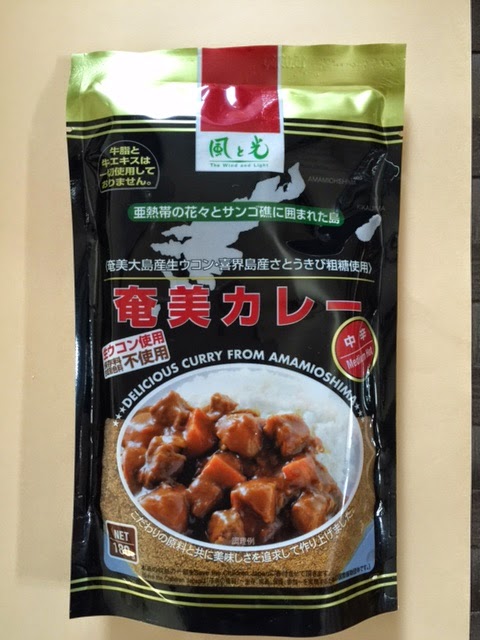 風と光
The Wind and Light
牛脂と
牛エキスは
一切使用して
おりません。
AMAMIOSHIMA
亜熱帯の花々とサンゴ礁に囲まれた島
〈奄美大島産生ウコン・喜界島産さとうきび粗糖使用〉
奄美カレー
生ウコン使用
不使用
中辛
Medium Hot
★★★DELICIOUS CURRY FROM AMAMIOSHIMA★★★
調理例
こだわりの原料と共に美味しさを追求して作り上げました。
NET
180